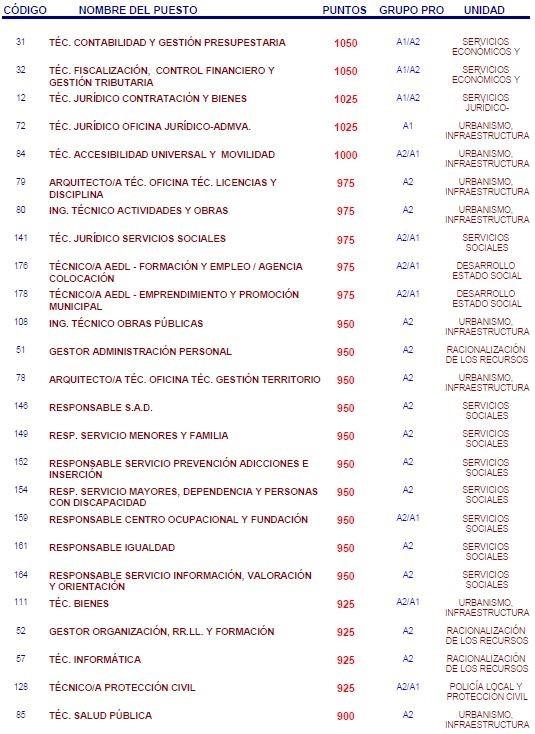 CÓDIGO NOMBRE DEL PUESTO PUNTOS GRUPO PRO UNIDAD
31 TÉC. CONTABILIDAD Y GESTIÓN PRESUPESTARIA 1050 A1/A2 SERVICIOS
ECONOMICOS Y
32 TÉC. FISCALIZACIÓN, CONTROL FINANCIERO Y 1050 A1/A2 SERVICIOS
GESTIÓN TRIBUTARIA ECONOMICOS Y
12 TÉC. JURÍDICO CONTRATACIÓN Y BIENES 1025 A1/A2 SERVICIOS
JURIDICO-
72 TÉC. JURÍDICO OFICINA JURÍDICO-ADMVA. 1025 A1 URBANISMO,
INFRAESTRUCTURA
84 TÉC. ACCESIBILIDAD UNIVERSAL Y MOVILIDAD 1000 A2/A1 URBANISMO,
INFRAESTRUCTURA
79 ARQUITECTO/A TÉC. OFICINA TÉC. LICENCIAS Y 975 A2 URBANISMO,
DISCIPLINA INFRAESTRUCTURA
80 ING. TÉCNICO ACTIVIDADES Y OBRAS 975 A2 URBANISMO,
INFRAESTRUCTURA
141 TÉC. JURÍDICO SERVICIOS SOCIALES 975 A2/A1 SERVICIOS
SOCIALES
176 TÉCNICO/A AEDL - FORMACIÓN Y EMPLEO / AGENCIA 975 A2/A1 DESARROLLO
COLOCACIÓN ESTADO SOCIAL
178 TÉCNICO/A AEDL - EMPRENDIMIENTO Y PROMOCIÓN 975 A2/A1 DESARROLLO
MUNICIPAL ESTADO SOCIAL
108 ING. TÉCNICO OBRAS PÚBLICAS 950 A2 URBANISMO,
INFRAESTRUCTURA
51 GESTOR ADMINISTRACIÓN PERSONAL 950 A2 RACIONALIZACIÓN
DE LOS RECURSOS
78 ARQUITECTO/A TÉC. OFICINA TÉC. GESTIÓN TERRITORIO 950 A2 URBANISMO,
INFRAESTRUCTURA
146 RESPONSABLE S.A.D. 950 A2 SERVICIOS
SOCIALES
149 RESP. SERVICIO MENORES Y FAMILIA 950 A2 SERVICIOS
SOCIALES
152 RESPONSABLE SERVICIO PREVENCIÓN ADICCIONES E 950 A2 SERVICIOS
INSERCIÓN SOCIALES
154 RESP. SERVICIO MAYORES, DEPENDENCIA Y PERSONAS 950 A2 SERVICIOS
CON DISCAPACIDAD SOCIALES
159 RESPONSABLE CENTRO OCUPACIONAL Y FUNDACIÓN 950 A2/A1 SERVICIOS
SOCIALES
161 RESPONSABLE IGUALDAD 950 A2 SERVICIOS
SOCIALES
164 RESPONSABLE SERVICIO INFORMACIÓN, VALORACIÓN 950 A2 SERVICIOS
Y ORIENTACIÓN SOCIALES
111 TÉC. BIENES 925 A2/A1 URBANISMO,
INFRAESTRUCTURA
52 GESTOR ORGANIZACIÓN, RR.LL. Y FORMACIÓN 925 A2 RACIONALIZACIÓN
DE LOS RECURSOS
57 TÉC. INFORMÁTICA 925 A2 RACIONALIZACIÓN
DE LOS RECURSOS
128 TÉCNICO/A PROTECCIÓN CIVIL 925 A2/A1 POLICÍA LOCAL Y
PROTECCIÓN CIVIL
85 TÉC. SALUD PÚBLICA 900 A2 URBANISMO,
INFRAESTRUCTURA